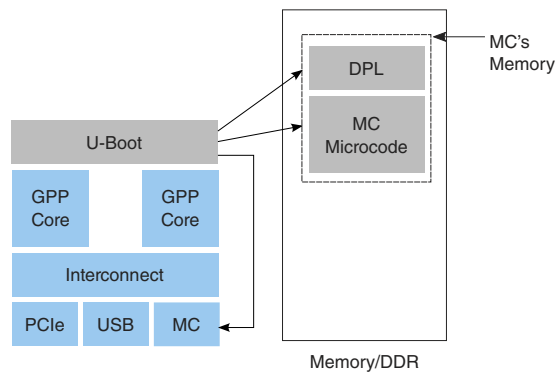 MC's
Memory
DPL
MC
Microcode
U-Boot
GPP
Core
GPP
Core
Interconnect
PCIe
USB
MC
Memory/DDR